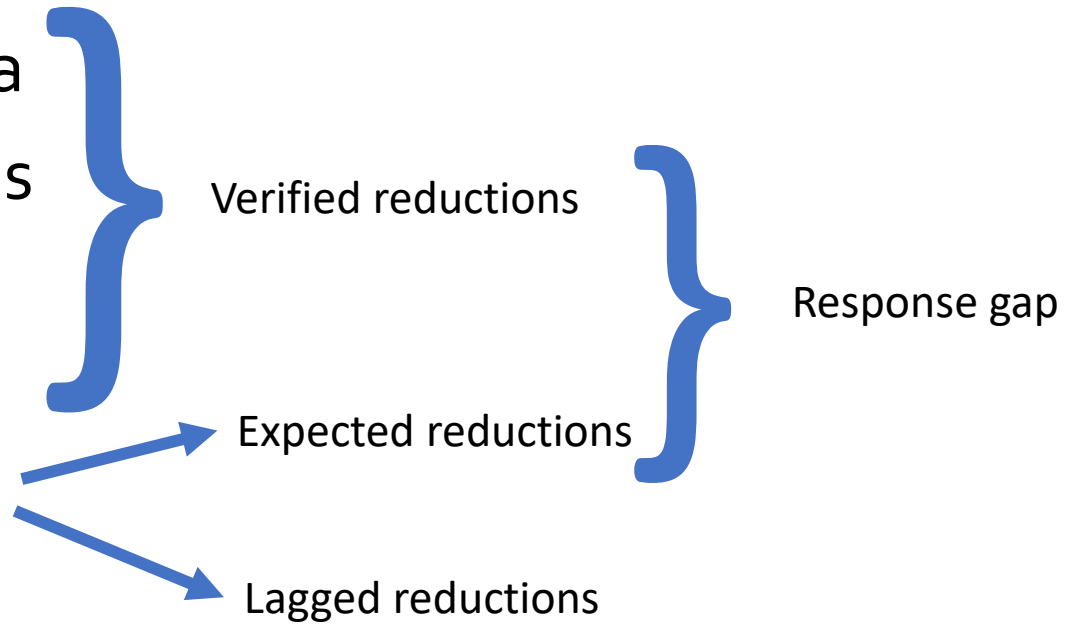 a
s
Verified reductions
Response gap
Expected reductions
Lagged reductions